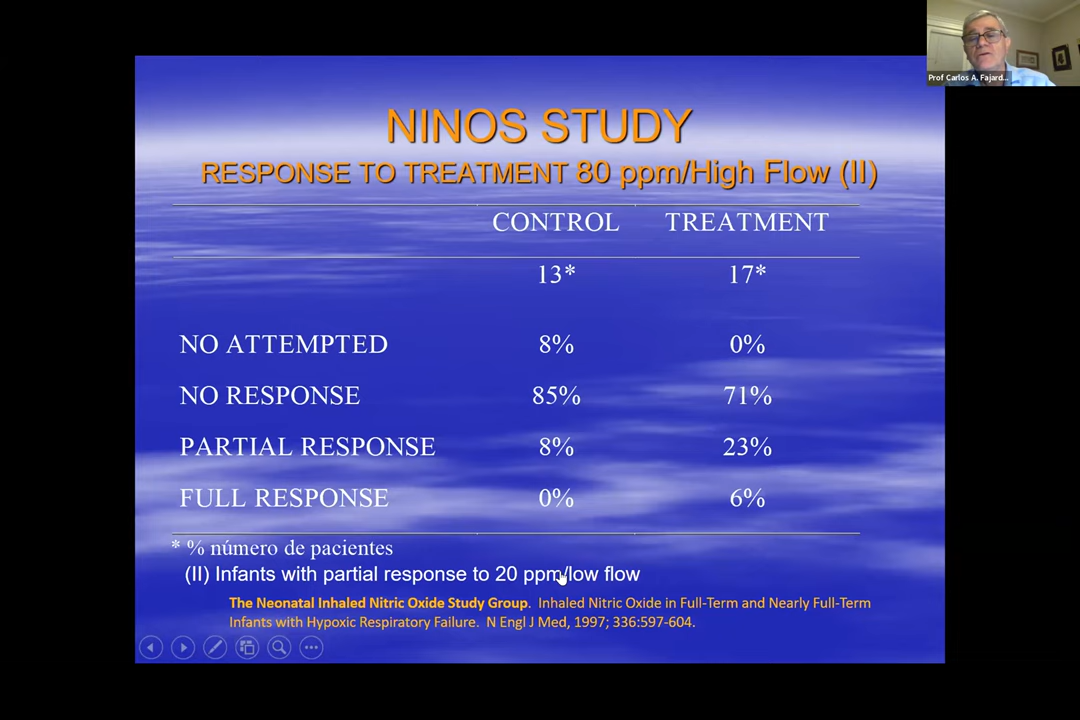 Prof Carlos A. Fajard...
NINOS STUDY
RESPONSE TO TREATMENT 80 ppm/High Flow (II)
CONTROL TREATMENT
13* 17*
NO ATTEMPTED 8% 0%
NO RESPONSE 85% 71%
PARTIAL RESPONSE 8% 23%
FULL RESPONSE 0% 6%
* % número de pacientes
(II) Infants with partial response to 20 ppm/low flow
The Neonatal Inhaled Nitric Oxide Study Group. Inhaled Nitric Oxide in Full-Term and Nearly Full-Term
Infants with Hypoxic Respiratory Failure. N Engl J Med, 1997; 336:597-604.